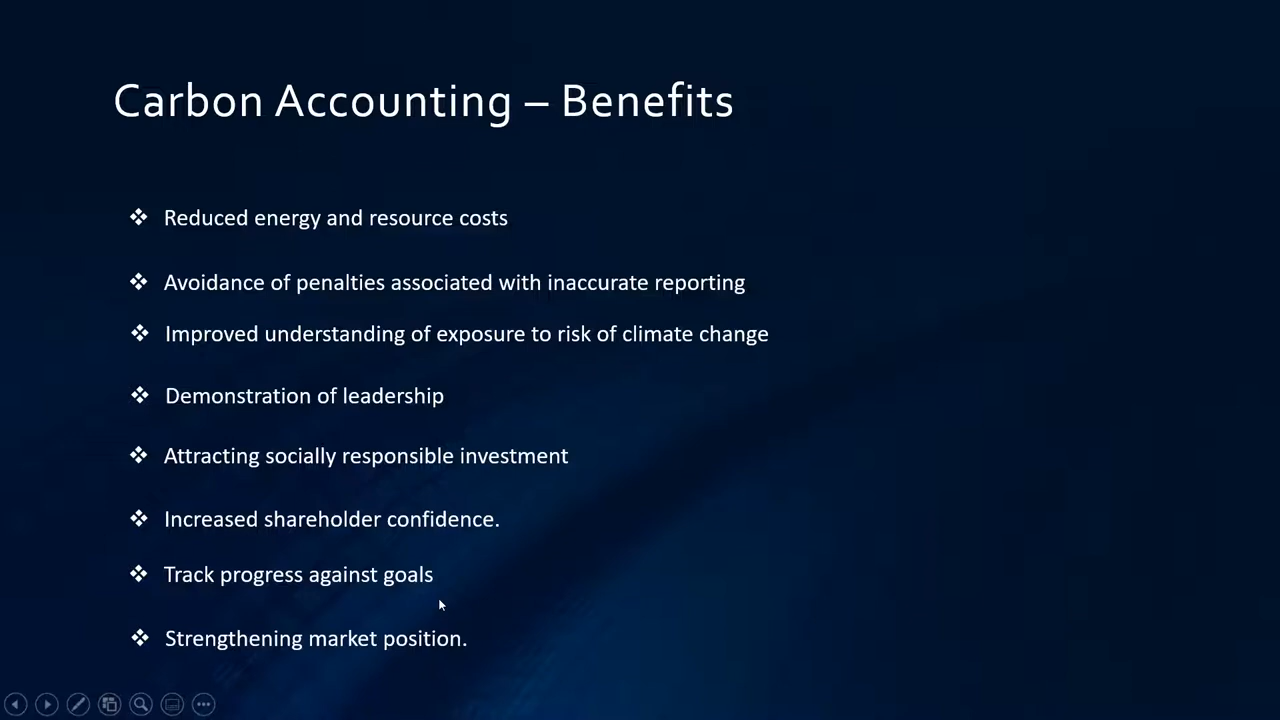 Carbon Accounting – Benefits
❖ Reduced energy and resource costs
❖ Avoidance of penalties associated with inaccurate reporting
❖ Improved understanding of exposure to risk of climate change
❖ Demonstration of leadership
❖ Attracting socially responsible investment
❖ Increased shareholder confidence.
❖ Track progress against goals
❖ Strengthening market position.